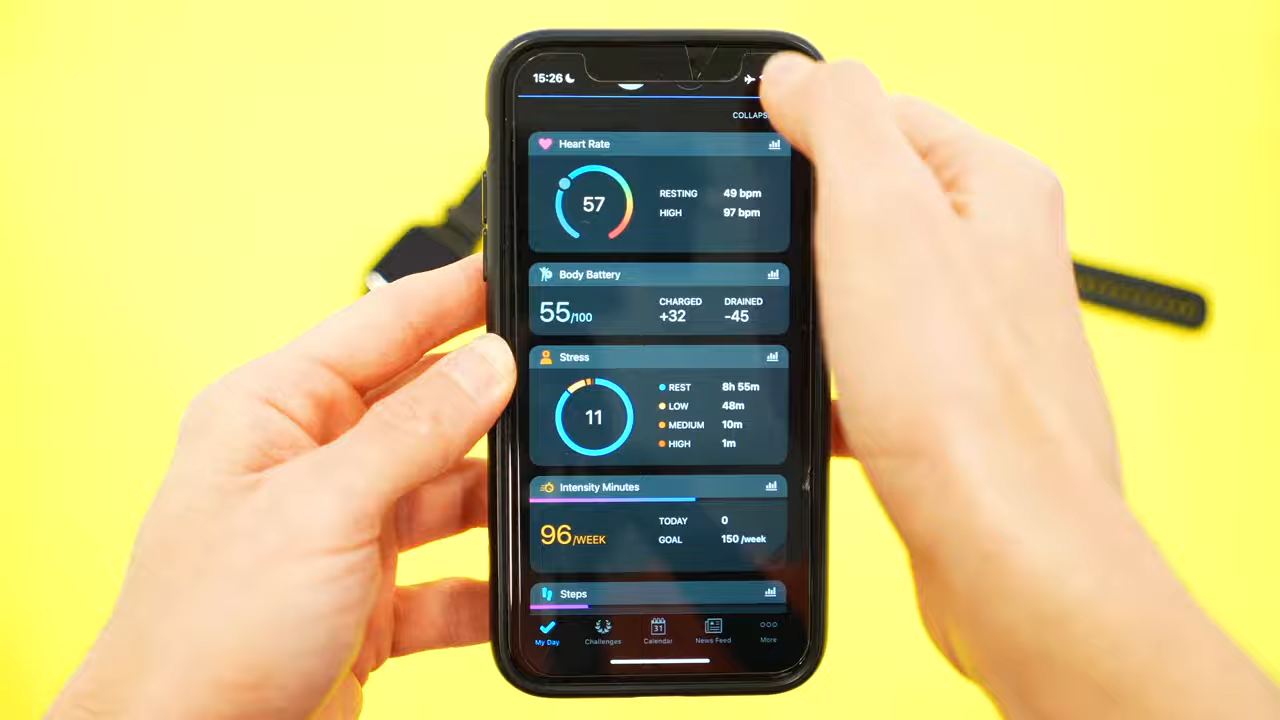 15:26
COLLAPS
Heart Rate
57
RESTING 49 bpm
HIGH 97 bpm
Body Battery
55/100
CHARGED DRAINED
+32 -45
Stress
11
REST 8h 55m
LOW 48m
MEDIUM 10m
HIGH 1m
Intensity Minutes
96/WEEK
TODAY 0
GOAL 150 /week
Steps
31
My Day Challenges Calendar News Feed More